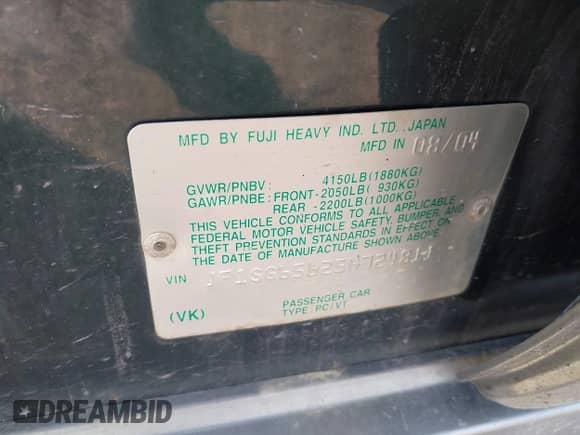 MFD BY FUJI HEAVY IND. LTD., JAPAN
MFD IN 08/04
GVWR/PNBV : 4150LB(1880KG)
GAWR/PNBE: FRONT-2050LB( 930KG)
REAR -2200LB(1000KG)
THIS VEHICLE CONFORMS TO ALL APPLICABLE
FEDERAL MOTOR VEHICLE SAFETY, BUMPER, AND
THEFT PREVENTION STANDARDS IN EFFECT ON
THE DATE OF MANUFACTURE SHOWN ABOVE.
VIN
PASSENGER CAR
(VK)
TYPE:PC/VT
DREAMBID